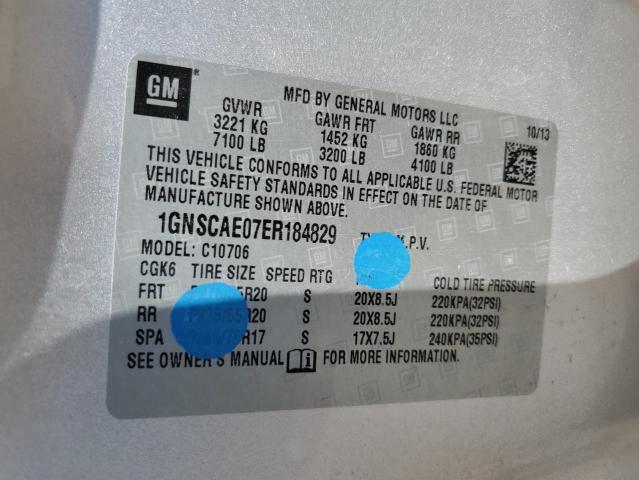 GM
MFD BY GENERAL MOTORS LLC
10/13
GVWR GAWR FRT GAWR RR
3221 KG 1452 KG 1860 KG
7100 LB 3200 LB 4100 LB
THIS VEHICLE CONFORMS TO ALL APPLICABLE U.S. FEDERAL MOTOR
VEHICLE SAFETY STANDARDS IN EFFECT ON THE DATE OF
MANUFACTURE SHOWN ABOVE.
1GNSCAE07ER184829
MODEL: C10706
CGK6 TIRE SIZE SPEED RTG COLD TIRE PRESSURE
FRT S 20X8.5J 220KPA(32PSI)
RR S 20X8.5J 220KPA(32PSI)
SPA S 17X7.5J 240KPA(35PSI)
SEE OWNER'S MANUAL FOR MORE INFORMATION.